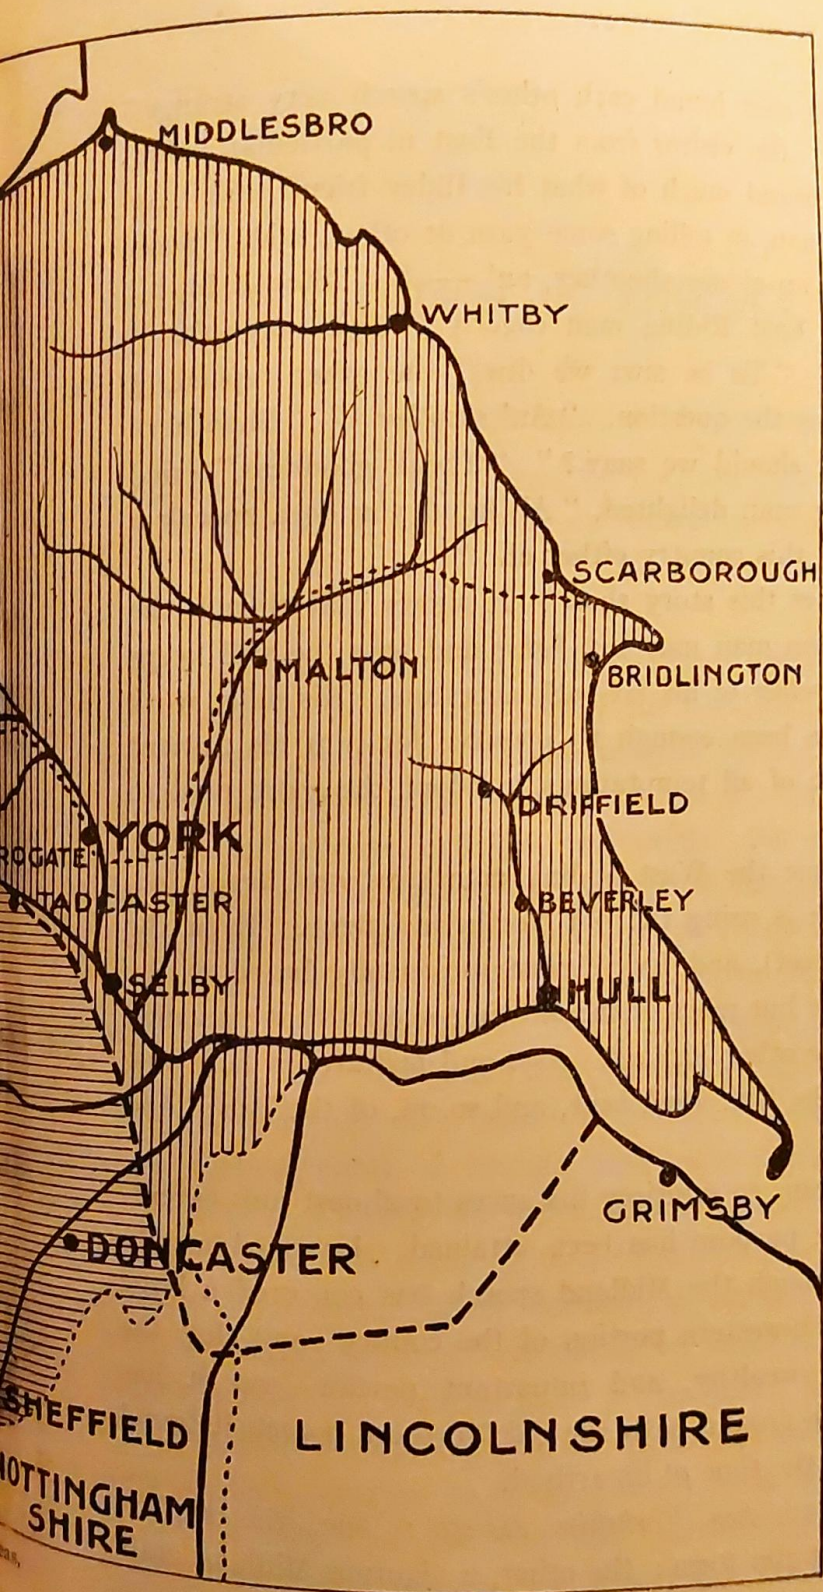 MIDDLESBRO
WHITBY
SCARBOROUGH
BRIDLINGTON
MALTON
DRIFFIELD
YORK
ROGATE
TADCASTER
BEVERLEY
SELBY
HULL
GRIMSBY
DONCASTER
SHEFFIELD
LINCOLNSHIRE
NOTTINGHAM
SHIRE